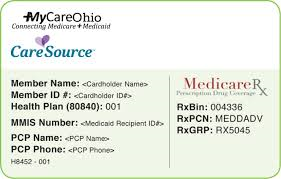 MyCareOhio
Connecting Medicare + Medicaid
CareSource
Member Name: <Cardholder Name>
Member ID #: <Cardholder ID#>
Health Plan (80840): 001
MMIS Number: <Medicaid Recipient ID#>
PCP Name: <PCP Name>
PCP Phone: <PCP Phone>
H8452 - 001
MedicareRx
Prescription Drug Coverage
RxBin: 004336
RxPCN: MEDDADV
RxGRP: RX5045